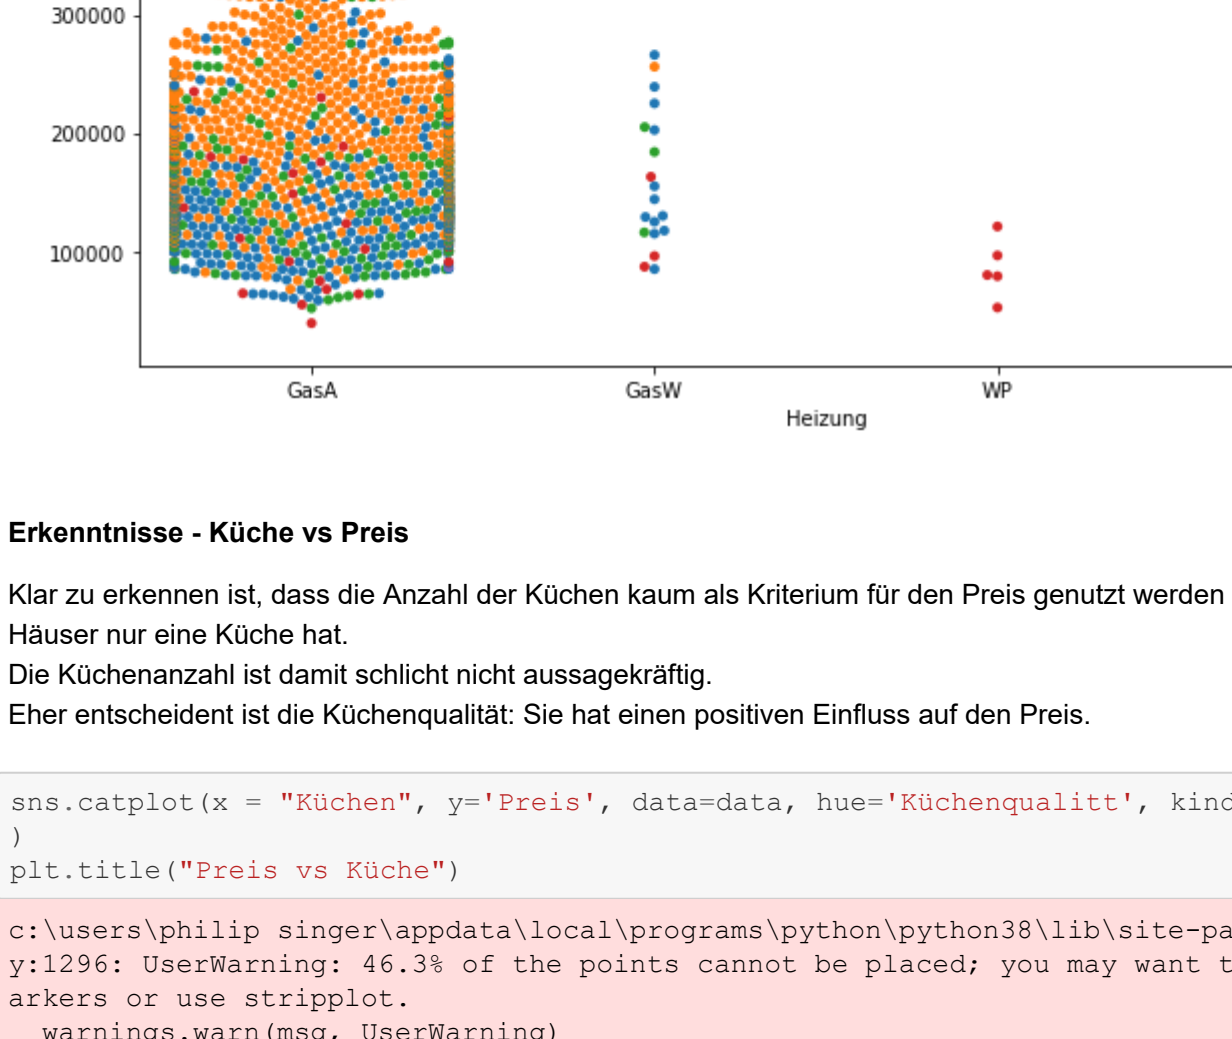 300000
200000
100000
GasA GasW WP
Heizung
Erkenntnisse - Küche vs Preis
Klar zu erkennen ist, dass die Anzahl der Küchen kaum als Kriterium für den Preis genutzt werden
Häuser nur eine Küche hat.
Die Küchenanzahl ist damit schlicht nicht aussagekräftig.
Eher entscheident ist die Küchenqualität: Sie hat einen positiven Einfluss auf den Preis.
sns.catplot(x = "Küchen", y='Preis', data=data, hue='Küchenqualitt', kind
)
plt.title("Preis vs Küche")
c:\users\philip singer\appdata\local\programs\python\python38\lib\site-pa
y:1296: UserWarning: 46.3% of the points cannot be placed; you may want t
arkers or use stripplot.
warnings.warn(msg, UserWarning)